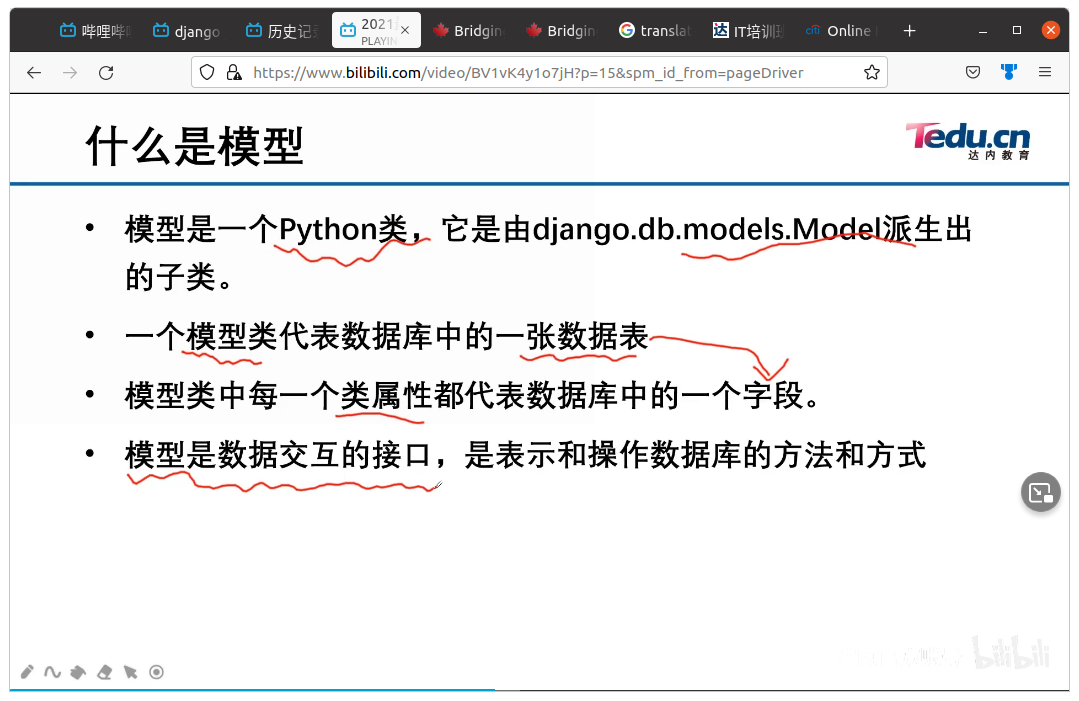 哔哩哔
django
历史记
2021
PLAYIN
Bridgin
Bridgin
translat
IT培训
Online
https://www.bilibili.com/video/BV1vK4y1o7jH?p=15&spm_id_from=pageDriver
什么是模型
Tedu.cn
达内教育
• 模型是一个Python类，它是由django.db.models.Model派生出
的子类。
• 一个模型类代表数据库中的一张数据表
• 模型类中每一个类属性都代表数据库中的一个字段。
• 模型是数据交互的接口，是表示和操作数据库的方法和方式
bilibili